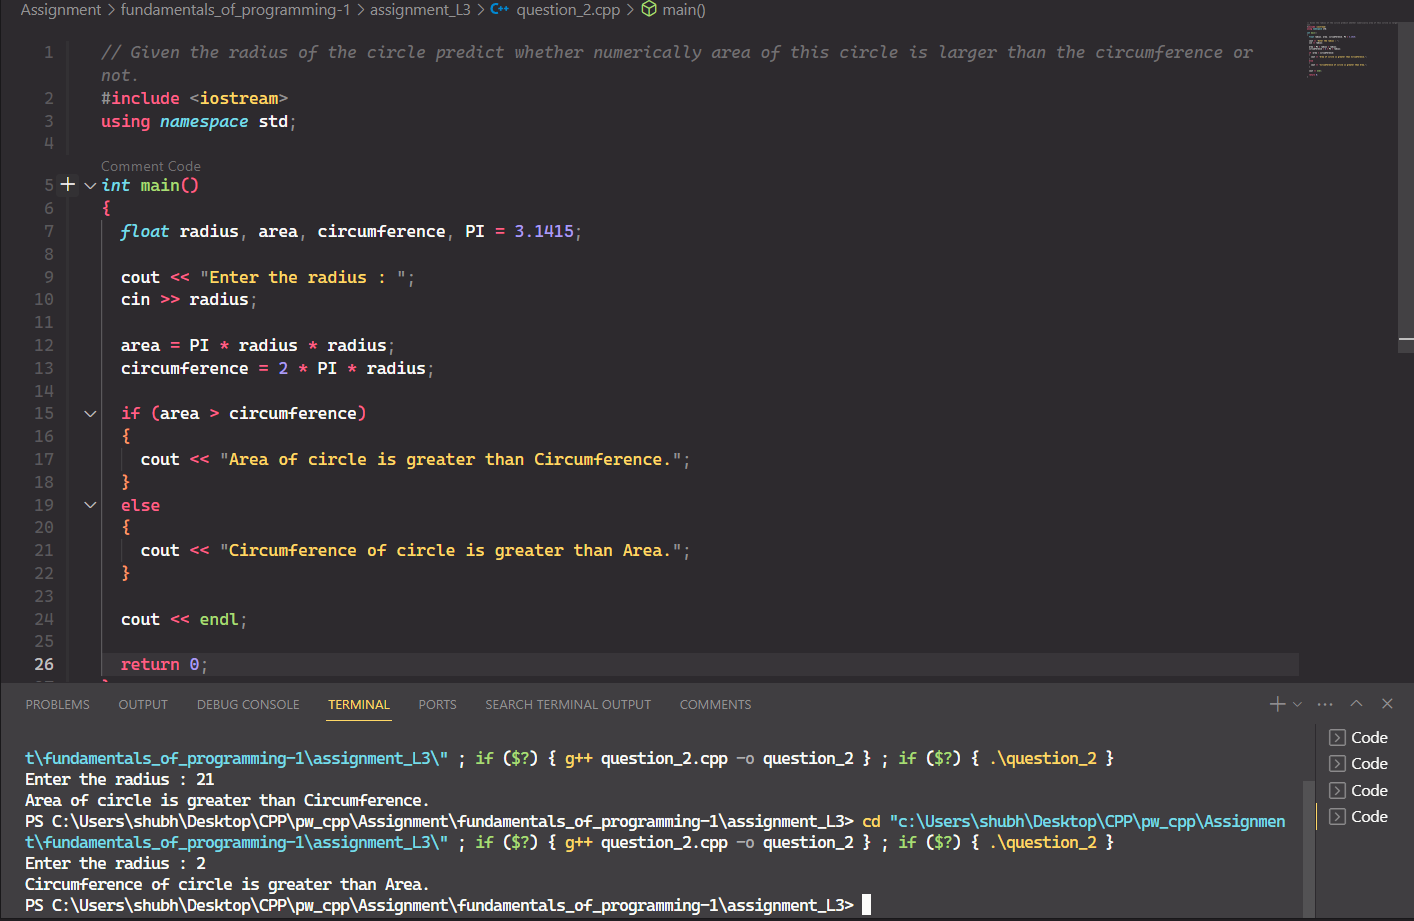 Assignment > fundamentals_of_programming-1 > assignment_L3 > C++ question_2.cpp > main()
1 // Given the radius of the circle predict whether numerically area of this circle is larger than the circumference or
not.
2 #include <iostream>
3 using namespace std;
4
Comment Code
5 int main()
6 {
7 float radius, area, circumference, PI = 3.1415;
8
9 cout << "Enter the radius : ";
10 cin >> radius;
11
12 area = PI * radius * radius;
13 circumference = 2 * PI * radius;
14
15 if (area > circumference)
16 {
17 cout << "Area of circle is greater than Circumference.";
18 }
19 else
20 {
21 cout << "Circumference of circle is greater than Area.";
22 }
23
24 cout << endl;
25
26 return 0;
PROBLEMS OUTPUT DEBUG CONSOLE TERMINAL PORTS SEARCH TERMINAL OUTPUT COMMENTS
t\fundamentals_of_programming-1\assignment_L3\" ; if ($?) { g++ question_2.cpp -o question_2 } ; if ($?) { .\question_2 }
Enter the radius : 21
Area of circle is greater than Circumference.
PS C:\Users\shubh\Desktop\CPP\pw_cpp\Assignment\fundamentals_of_programming-1\assignment_L3> cd "c:\Users\shubh\Desktop\CPP\pw_cpp\Assignmen
t\fundamentals_of_programming-1\assignment_L3\" ; if ($?) { g++ question_2.cpp -o question_2 } ; if ($?) { .\question_2 }
Enter the radius : 2
Circumference of circle is greater than Area.
PS C:\Users\shubh\Desktop\CPP\pw_cpp\Assignment\fundamentals_of_programming-1\assignment_L3>
Code
Code
Code
Code